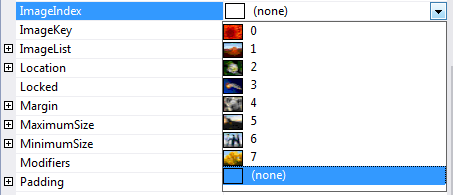 ImageIndex (none)
ImageKey 0
ImageList 1
Location 2
Locked 3
Margin 4
MaximumSize 5
MinimumSize 6
Modifiers 7
Padding (none)